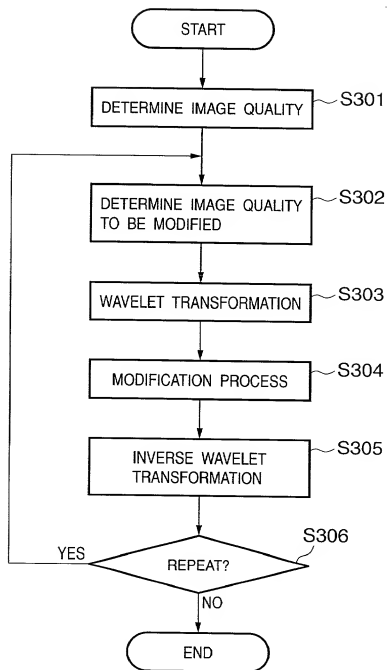 START
DETERMINE IMAGE QUALITY
S301
DETERMINE IMAGE QUALITY
TO BE MODIFIED
S302
WAVELET TRANSFORMATION
S303
MODIFICATION PROCESS
S304
INVERSE WAVELET
TRANSFORMATION
S305
REPEAT?
S306
YES
NO
END